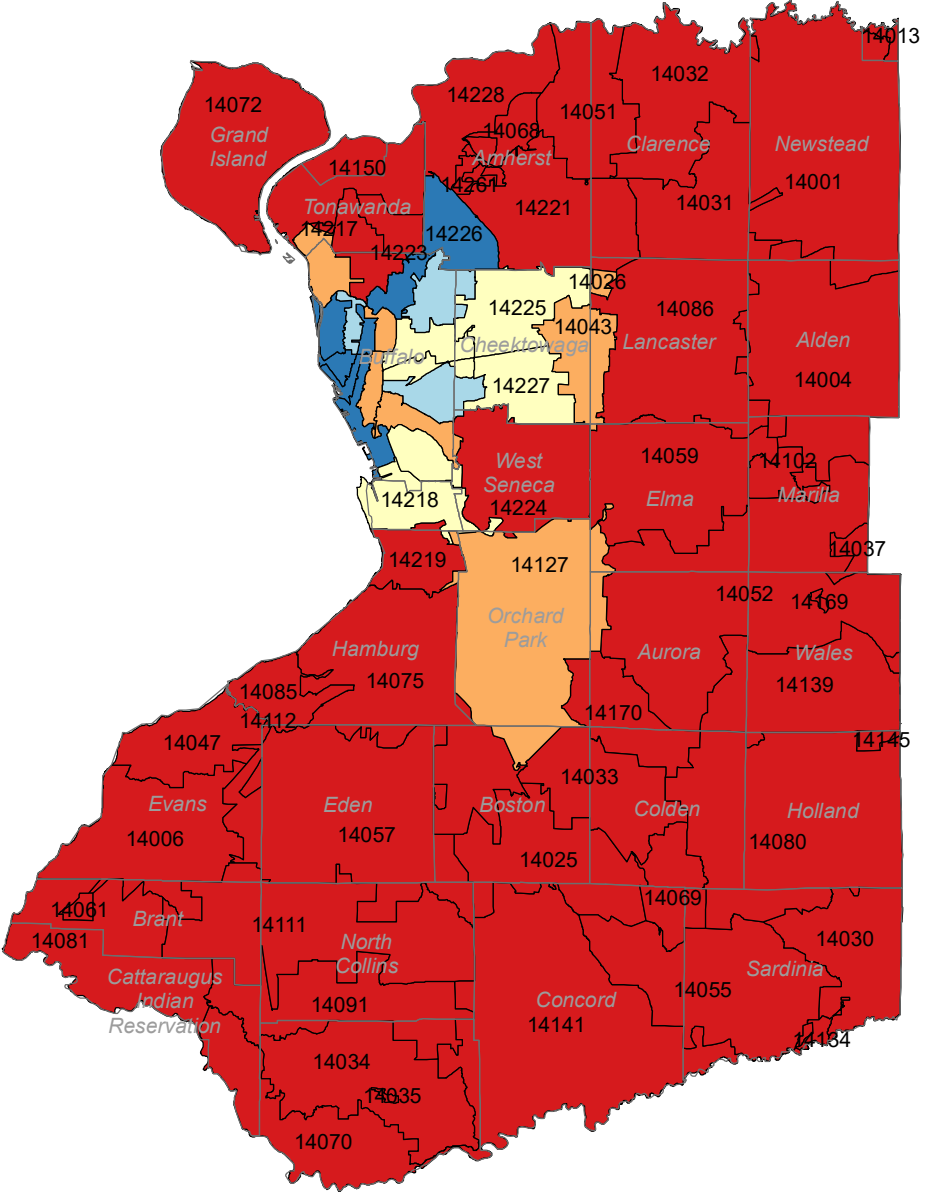 14013
14032
14072
14228
14051
14068
Grand
Island
Amherst
Clarence
Newstead
14150
14261
14001
14221
14031
Tonawanda
14217
14226
14223
14026
14225
14086
14043
Buffalo
Cheektowaga
Lancaster
Alden
14227
14004
West
Seneca
14059
14102
14218
Elma
Marilla
14224
14037
14219
14127
14052
14169
Orchard
Park
Hamburg
Aurora
Wales
14075
14139
14085
14170
14112
14047
14145
14033
Evans
Eden
Boston
Colden
Holland
14006
14057
14080
14025
14061
Brant
14111
14069
14081
North
Collins
14030
Cattaraugus
Indian
Reservation
Sardinia
14055
14091
Concord
14141
14134
14034
14035
14070